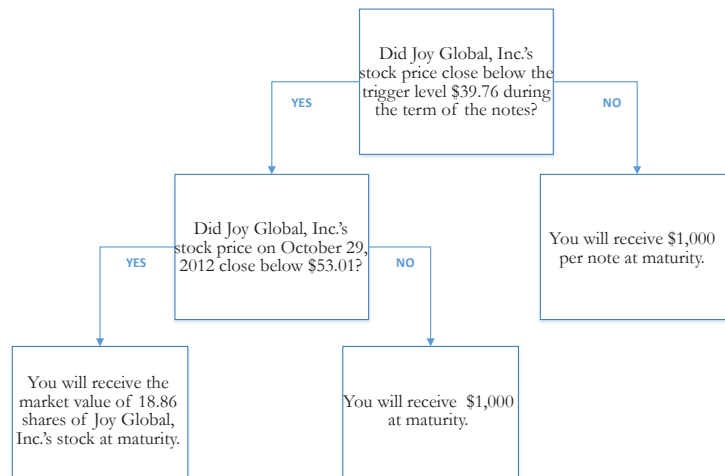 Did Joy Global, Inc.'s
stock price close below the
trigger level $39.76 during
the term of the notes?
YES
NO
Did Joy Global, Inc.'s
stock price on October 29,
2012 close below $53.01?
You will receive $1,000
per note at maturity.
YES
NO
You will receive the
market value of 18.86
shares of Joy Global,
Inc.'s stock at maturity.
You will receive $1,000
at maturity.